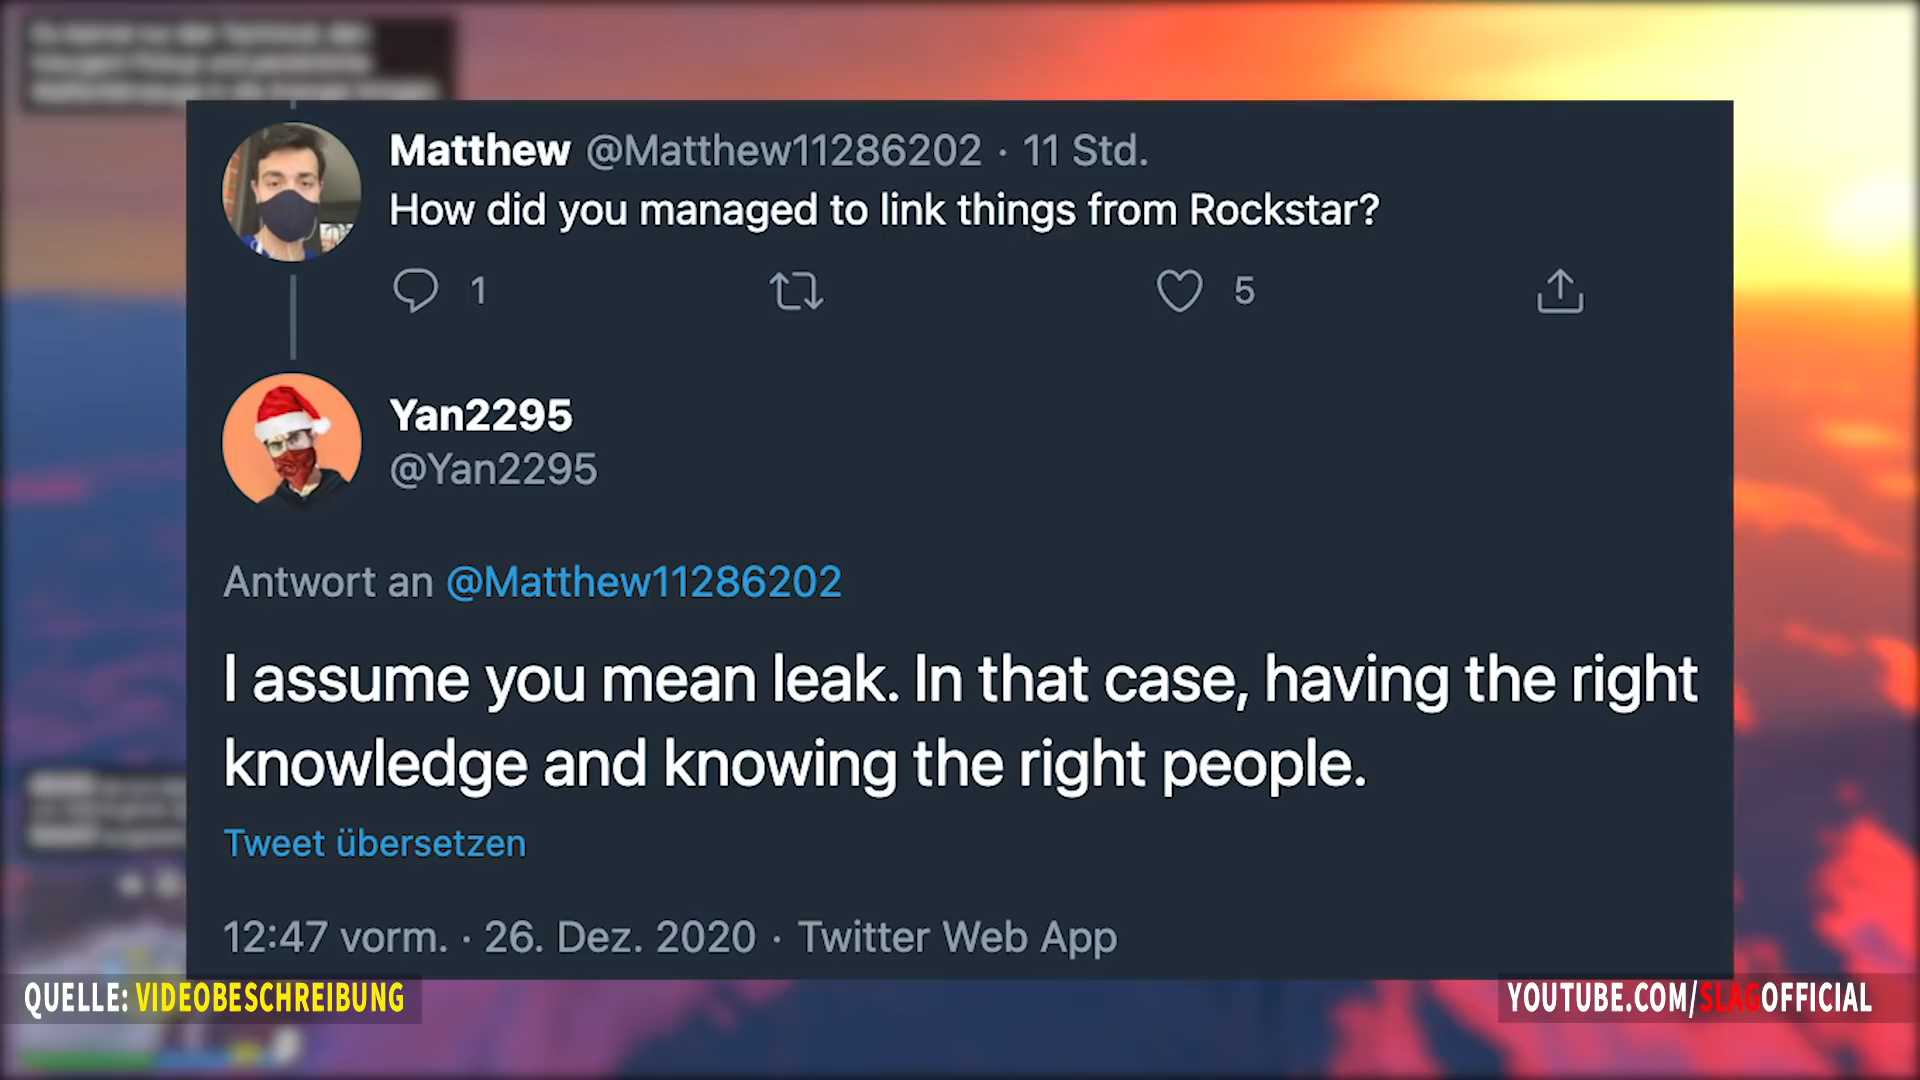 Matthew @Matthew11286202 · 11 Std.
How did you managed to link things from Rockstar?
1
5
Yan2295
@Yan2295
Antwort an @Matthew11286202
I assume you mean leak. In that case, having the right
knowledge and knowing the right people.
Tweet übersetzen
12:47 vorm. · 26. Dez. 2020 · Twitter Web App
QUELLE: VIDEOBESCHREIBUNG
YOUTUBE.COM/SLAGOFFICIAL